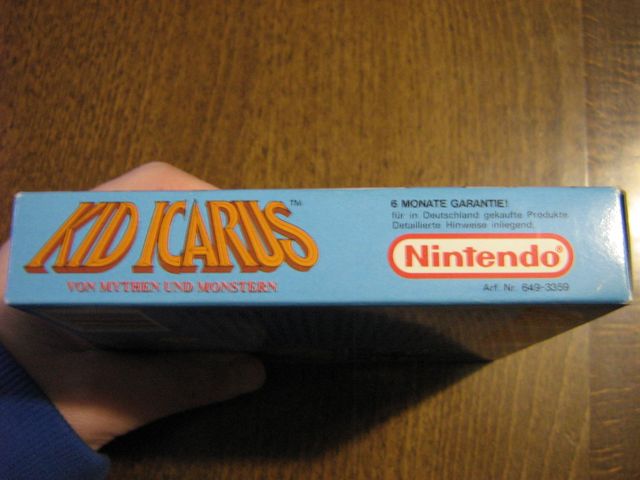 KID ICARUS™
VON MYTHEN UND MONSTERN
6 MONATE GARANTIE!
für in Deutschland gekaufte Produkte.
Detaillierte Hinweise inliegend.
Nintendo®
Art. Nr. 649-3359